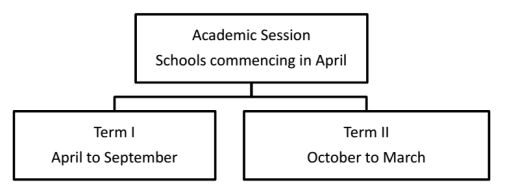 Academic Session
Schools commencing in April
Term I
April to September
Term II
October to March